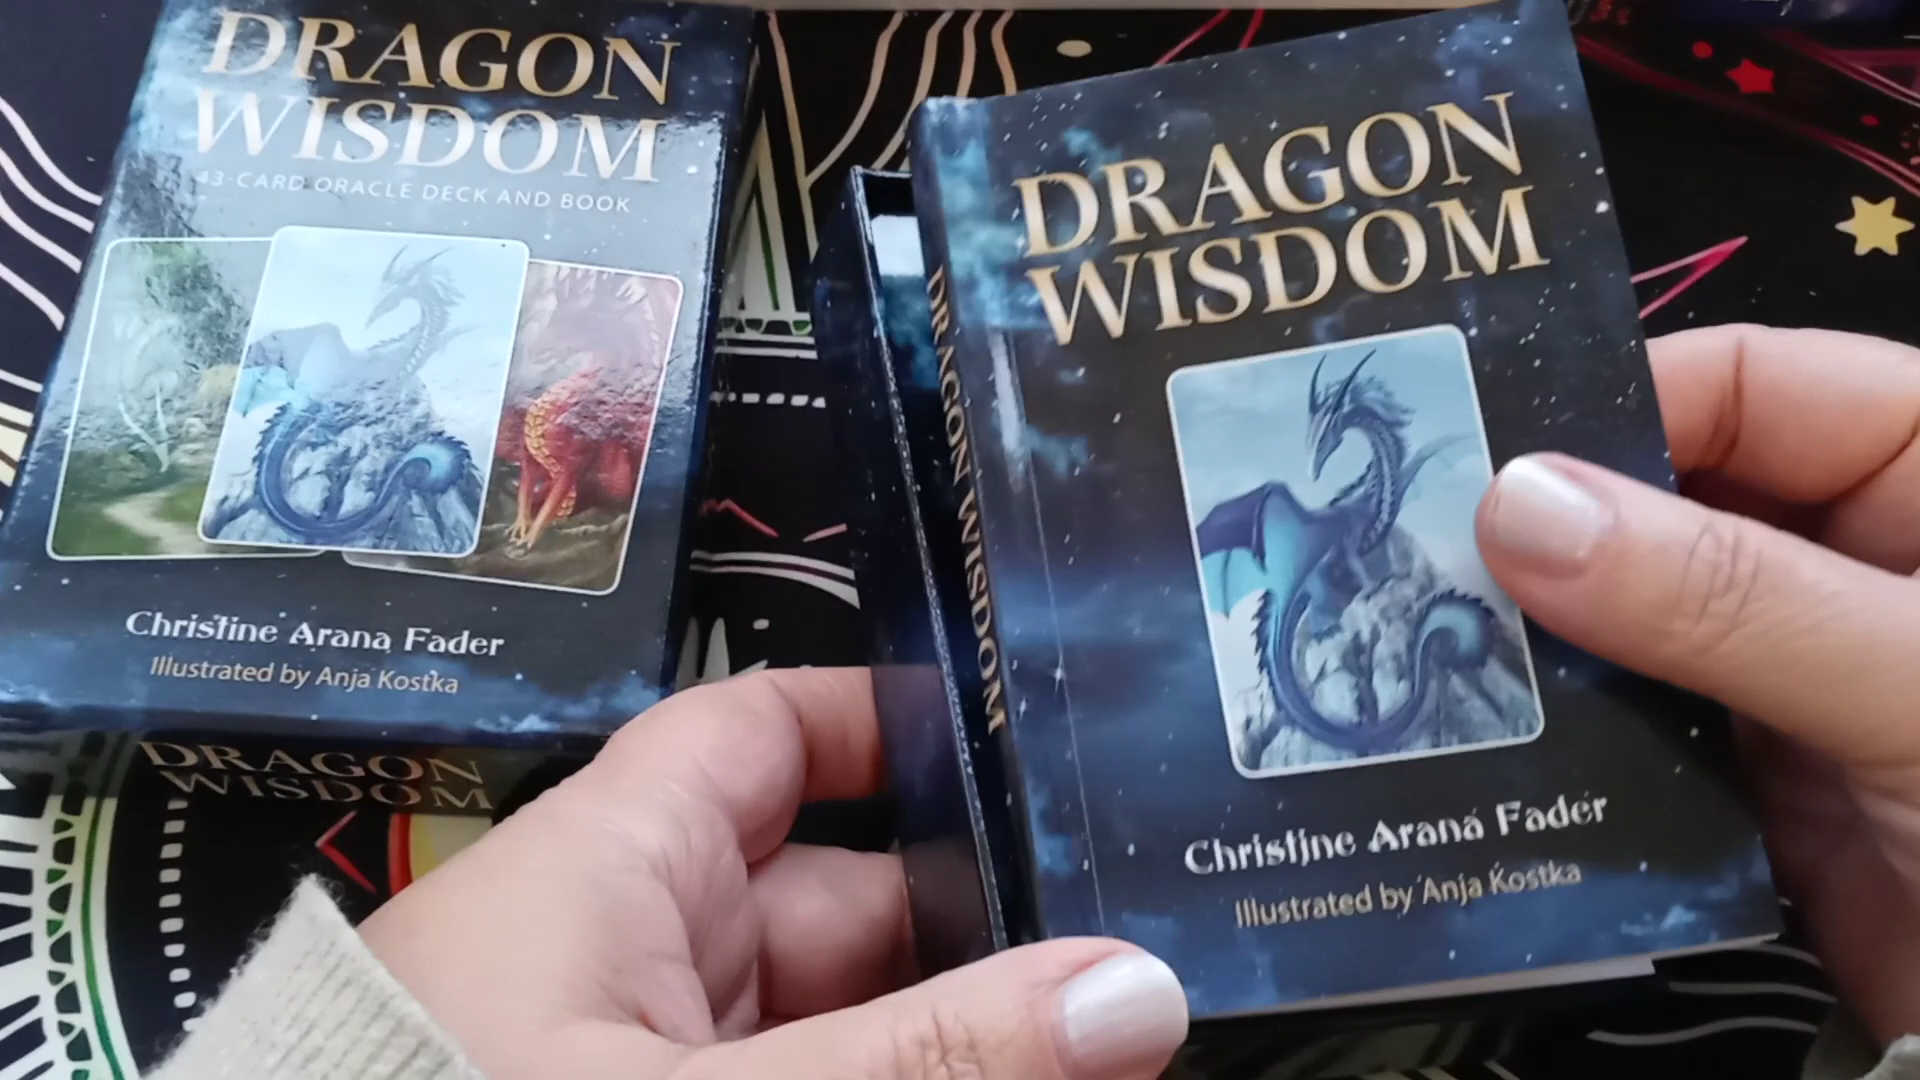 DRAGON
WISDOM
43-CARD ORACLE DECK AND BOOK
Christine Arana Fader
Illustrated by Anja Kostka
DRAGON
WISDOM
DRAGON WISDOM
DRAGON
WISDOM
Christine Arana Fader
Illustrated by Anja Kostka